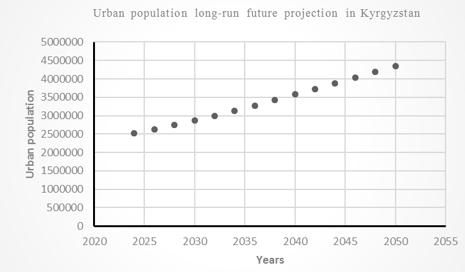 Urban population long-run future projection in Kyrgyzstan
5000000
4500000
4000000
3500000
3000000
2500000
2000000
1500000
1000000
500000
0
Urban population
2020 2025 2030 2035 2040 2045 2050 2055
Years